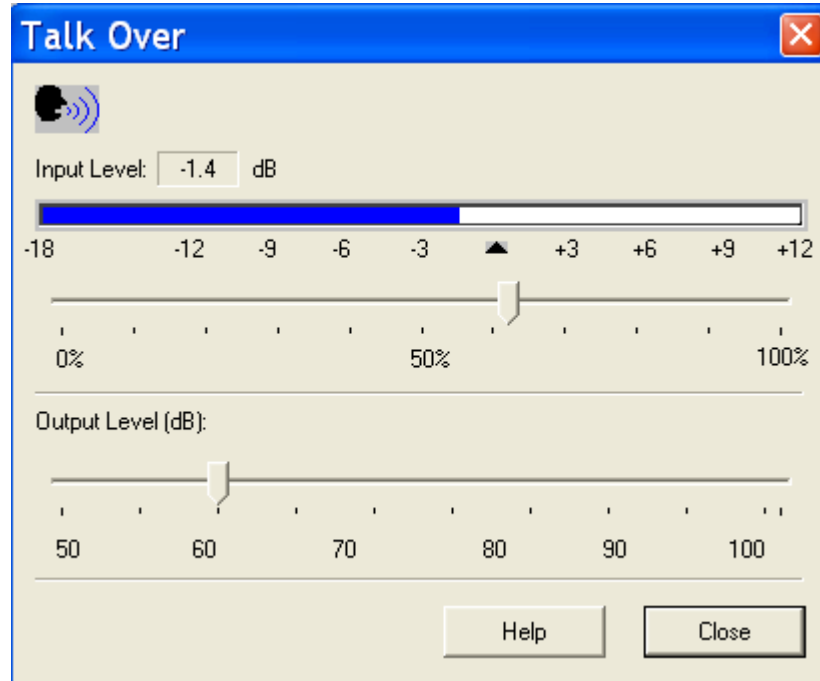 Talk Over
Input Level: -1.4 dB
-18 -12 -9 -6 -3 +3 +6 +9 +12
0% 50% 100%
Output Level (dB):
50 60 70 80 90 100
Help Close